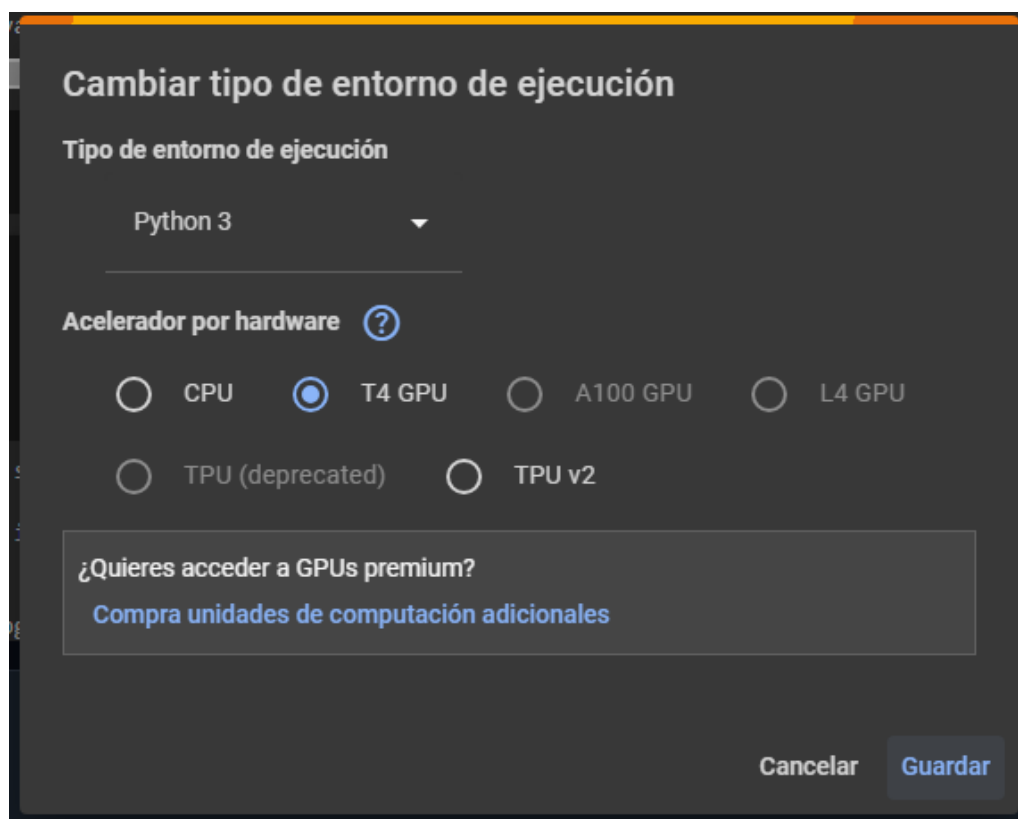 Cambiar tipo de entorno de ejecución
Tipo de entorno de ejecución
Python 3
Acelerador por hardware ?
CPU T4 GPU A100 GPU L4 GPU
TPU (deprecated) TPU v2
¿Quieres acceder a GPUs premium?
Compra unidades de computación adicionales
Cancelar Guardar